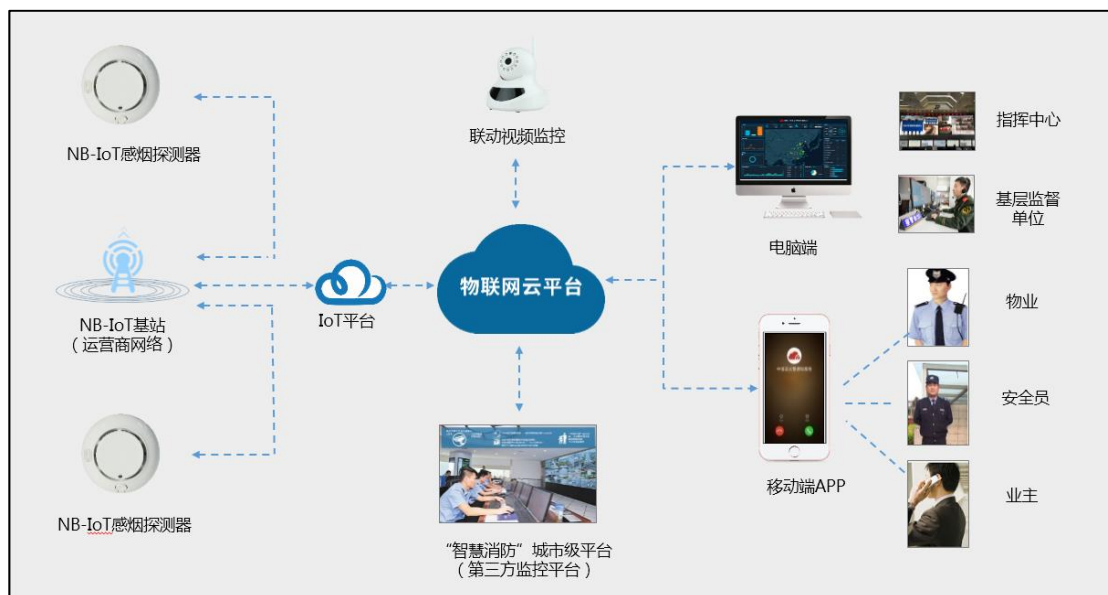 NB-IoT感烟探测器
联动视频监控
指挥中心
基层监督
单位
电脑端
NB-IoT基站
（运营商网络）
IoT平台
物联网云平台
物业
安全员
NB-IoT感烟探测器
移动端APP
业主
“智慧消防”城市级平台
（第三方监控平台）